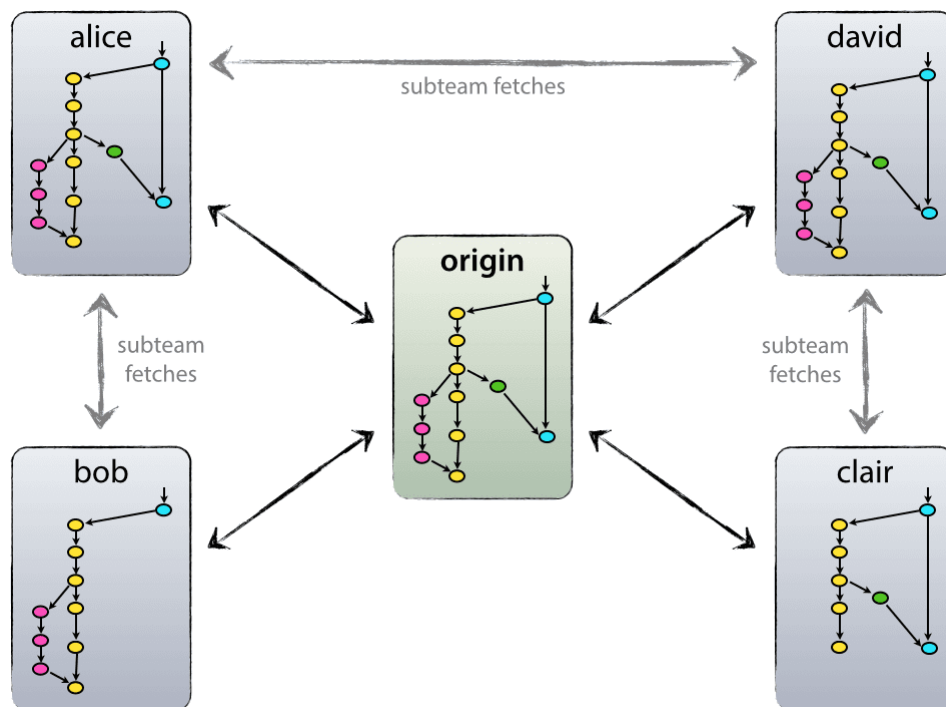 alice
david
subteam fetches
origin
subteam
fetches
subteam
fetches
bob
clair